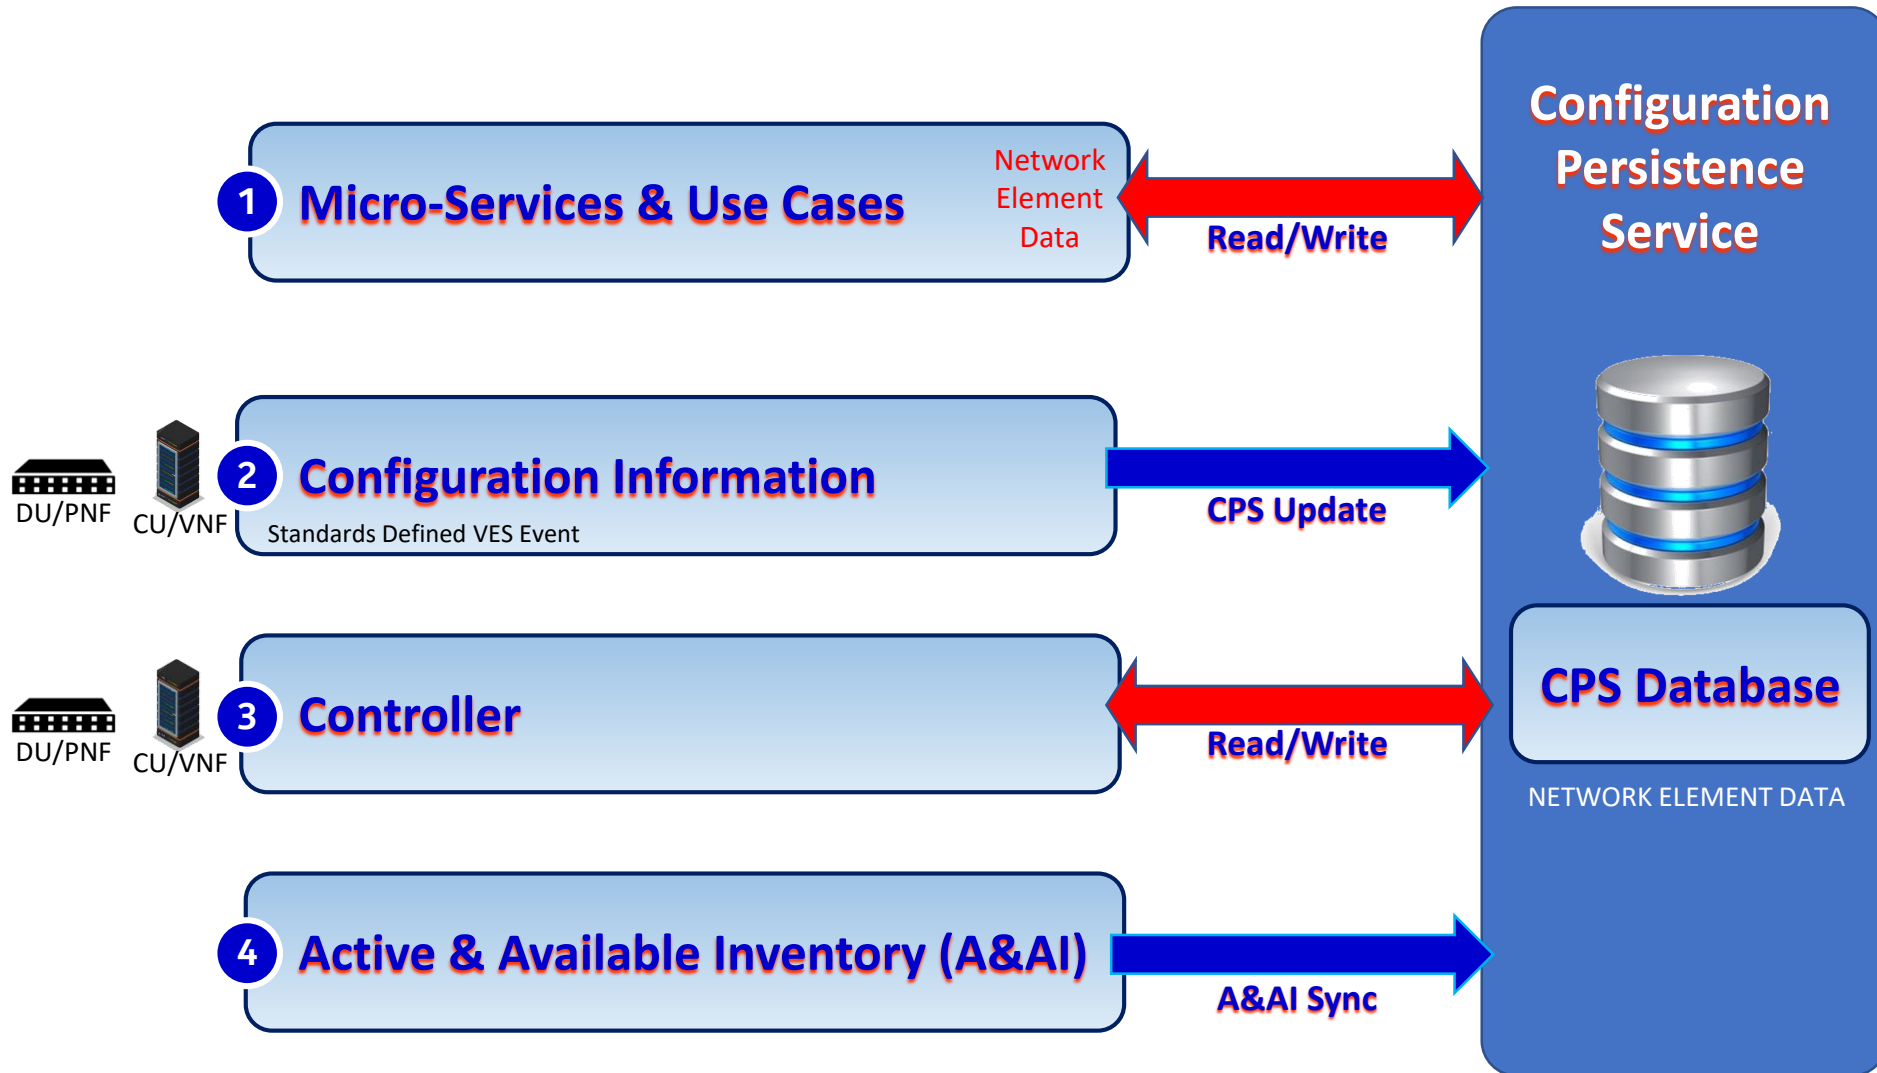 Configuration
Persistence
Service
1
Micro-Services & Use Cases
Network
Element
Data
Read/Write
DU/PNF
CU/VNF
2
Configuration Information
Standards Defined VES Event
CPS Update
DU/PNF
CU/VNF
3
Controller
Read/Write
CPS Database
NETWORK ELEMENT DATA
4
Active & Available Inventory (A&AI)
A&AI Sync